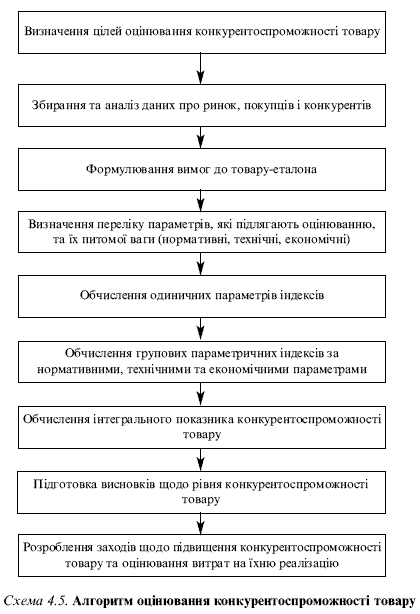 Визначення цілей оцінювання конкурентоспроможності товару
Збирання та аналіз даних про ринок, покупців і конкурентів
Формулювання вимог до товару-еталона
Визначення переліку параметрів, які підлягають оцінюванню,
та їх питомої ваги (нормативні, технічні, економічні)
Обчислення одиничних параметрів індексів
Обчислення групових параметричних індексів за
нормативними, технічними та економічними параметрами
Обчислення інтегрального показника конкурентоспроможності
товару
Підготовка висновків щодо рівня конкурентоспроможності
товару
Розроблення заходів щодо підвищення конкурентоспроможності
товару та оцінювання витрат на їхню реалізацію
Схема 4.5. Алгоритм оцінювання конкурентоспроможності товару